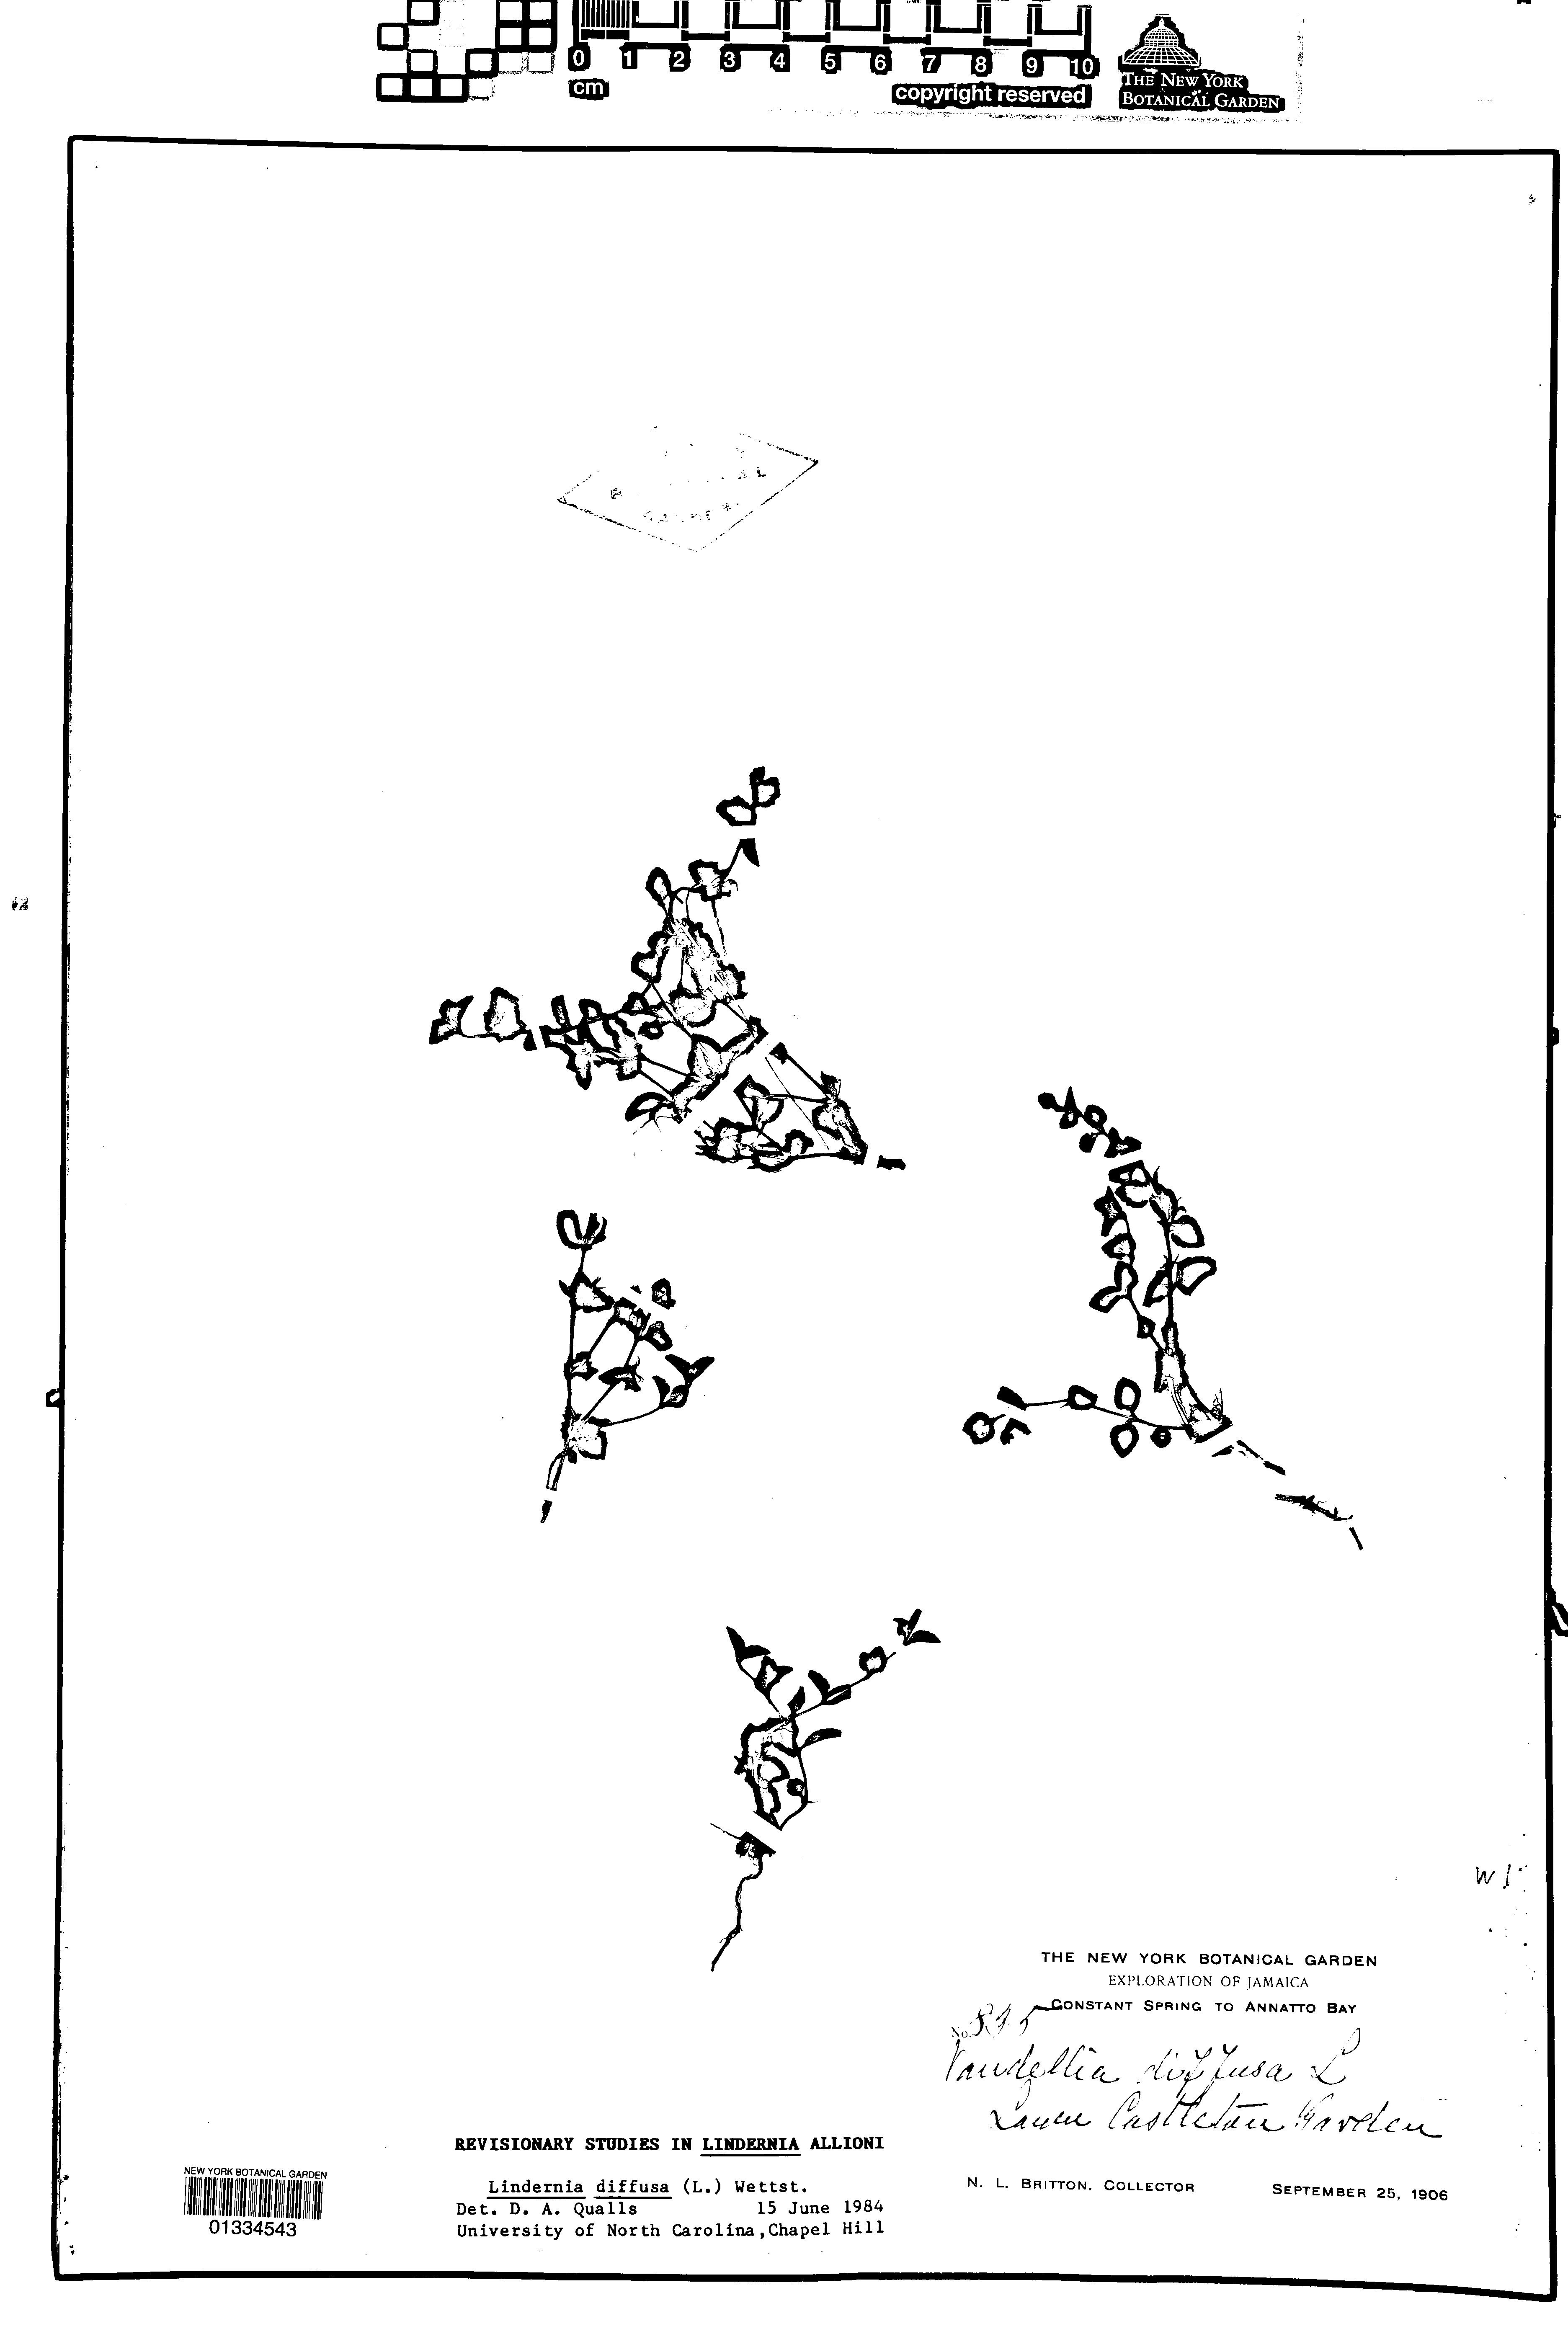 0 1 2 3 4 5 6 7 8 9 10
cm
copyright reserved
THE NEW YORK
BOTANICAL GARDEN
W I
THE NEW YORK BOTANICAL GARDEN
EXPLORATION OF JAMAICA
CONSTANT SPRING TO ANNATTO BAY
No.
Vandellia diffusa L
Castleton Garden
N. L. BRITTON, COLLECTOR
SEPTEMBER 25, 1906
REVISIONARY STUDIES IN LINDERNIA ALLIONI
Lindernia diffusa (L.) Wettst.
Det. D. A. Qualls 15 June 1984
University of North Carolina, Chapel Hill
NEW YORK BOTANICAL GARDEN
01334543